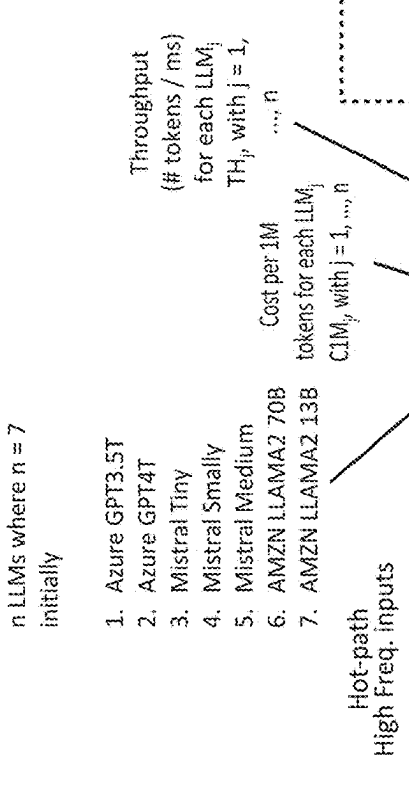 n LLMs where n = 7
initially
1. Azure GPT3.5T
2. Azure GPT4T
3. Mistral Tiny
4. Mistral Smally
5. Mistral Medium
6. AMZN LLAMA2 70B
7. AMZN LLAMA2 13B
Hot-path
High Freq. inputs
Cost per 1M
tokens for each LLMj
C1Mj, with j = 1, ..., n
Throughput
(# tokens / ms)
for each LLMj
THj, with j = 1,
..., n